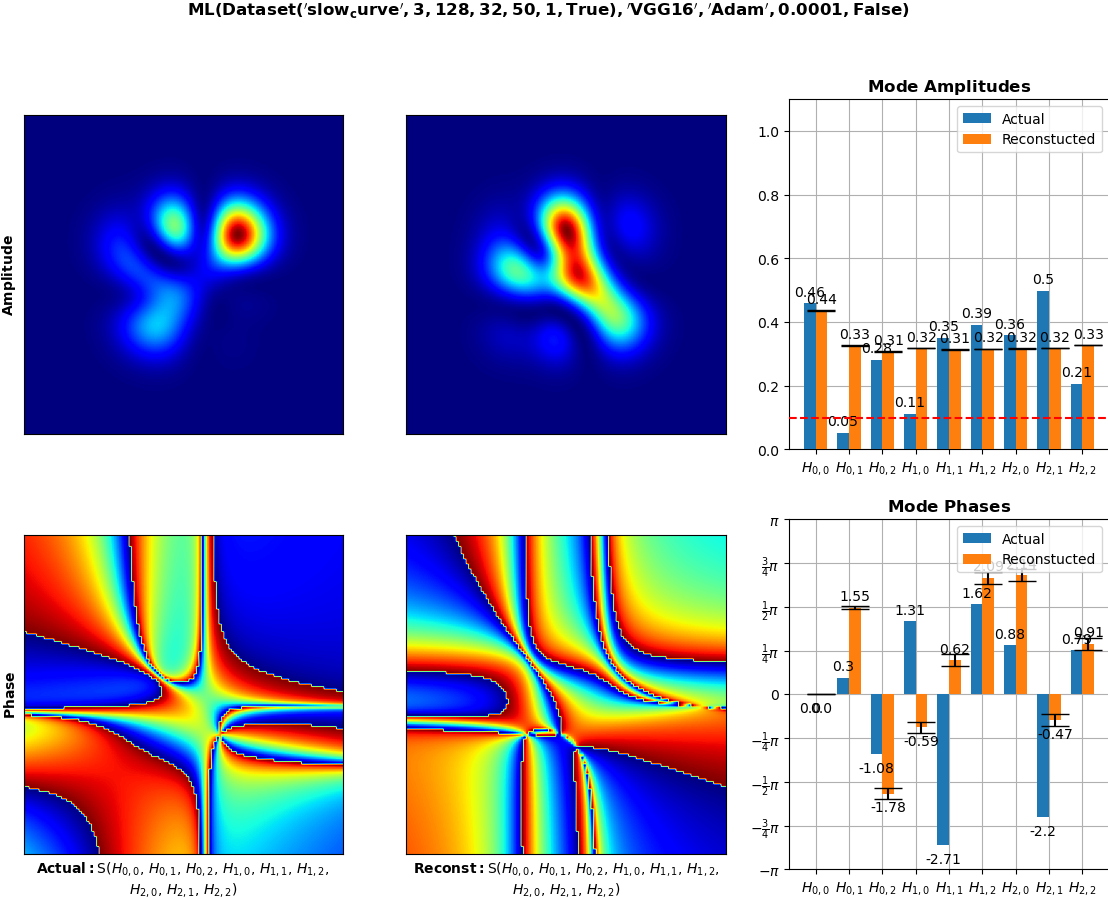 ML(Dataset('slow_curve', 3, 128, 32, 50, 1, True), 'VGG16', 'Adam', 0.0001, False)
Amplitude
Mode Amplitudes
Actual
Reconstucted
1.0
0.8
0.6
0.4
0.2
0.0
0.46
0.44
0.05
0.33
0.28
0.31
0.11
0.32
0.35
0.31
0.39
0.32
0.36
0.32
0.5
0.32
0.21
0.33
H0,0 H0,1 H0,2 H1,0 H1,1 H1,2 H2,0 H2,1 H2,2
Phase
Mode Phases
Actual
Reconstucted
π
3/4π
1/2π
1/4π
0
−1/4π
−1/2π
−3/4π
−π
0.0
0.0
0.3
1.55
-1.08
-1.78
1.31
-0.59
-2.71
0.62
1.62
2.09
0.88
-2.2
-0.47
0.79
0.91
H0,0 H0,1 H0,2 H1,0 H1,1 H1,2 H2,0 H2,1 H2,2
Actual: S(H0,0, H0,1, H0,2, H1,0, H1,1, H1,2,
H2,0, H2,1, H2,2)
Reconst: S(H0,0, H0,1, H0,2, H1,0, H1,1, H1,2,
H2,0, H2,1, H2,2)